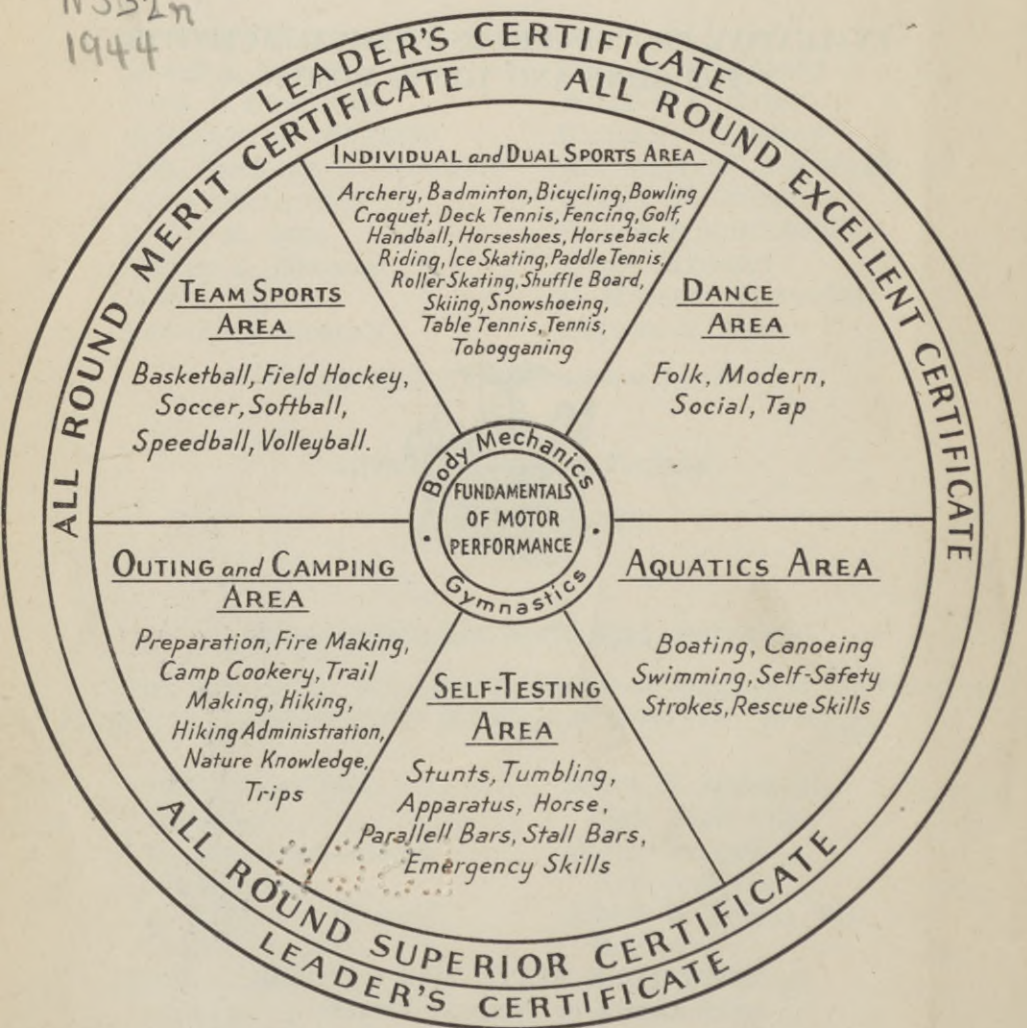 N532n
1944
LEADER'S CERTIFICATE
ALL ROUND MERIT CERTIFICATE
ALL ROUND EXCELLENT CERTIFICATE
INDIVIDUAL and DUAL SPORTS AREA
Archery, Badminton, Bicycling, Bowling
Croquet, Deck Tennis, Fencing, Golf,
Handball, Horseshoes, Horseback
Riding, Ice Skating, Paddle Tennis,
Roller Skating, Shuffle Board,
Skiing, Snowshoeing,
Table Tennis, Tennis,
Tobogganing
TEAM SPORTS
AREA
Basketball, Field Hockey,
Soccer, Softball,
Speedball, Volleyball.
DANCE
AREA
Folk, Modern,
Social, Tap
Body Mechanics
FUNDAMENTALS
OF MOTOR
PERFORMANCE
Gymnastics
OUTING and CAMPING
AREA
Preparation, Fire Making,
Camp Cookery, Trail
Making, Hiking,
Hiking Administration,
Nature Knowledge,
Trips
SELF-TESTING
AREA
Stunts, Tumbling,
Apparatus, Horse,
Parallell Bars, Stall Bars,
Emergency Skills
AQUATICS AREA
Boating, Canoeing
Swimming, Self-Safety
Strokes, Rescue Skills
ALL ROUND SUPERIOR CERTIFICATE
LEADER'S CERTIFICATE